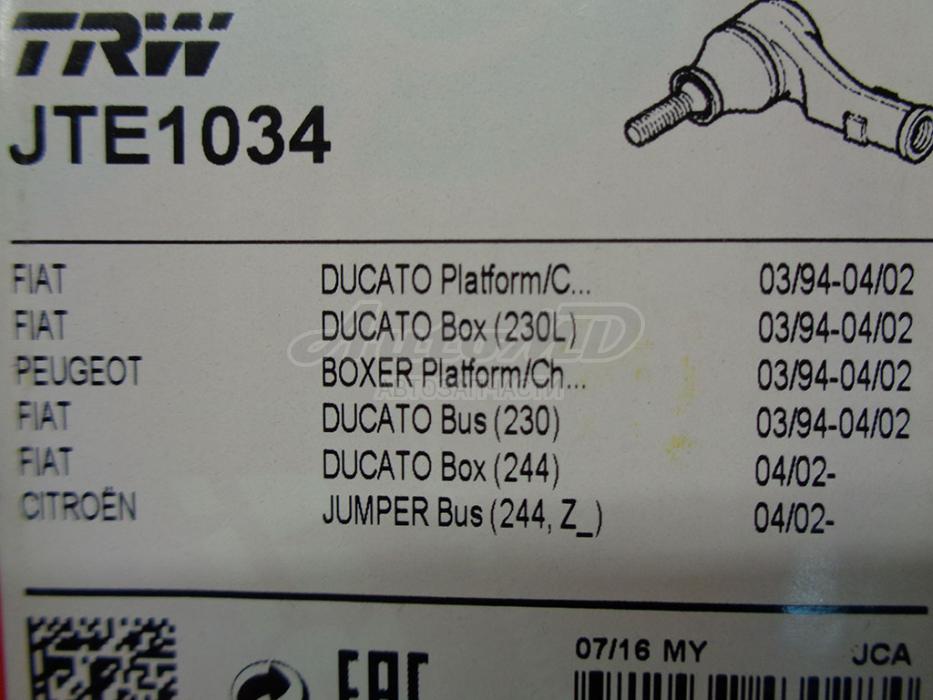 TRW
JTE1034
FIAT DUCATO Platform/C... 03/94-04/02
FIAT DUCATO Box (230L) 03/94-04/02
PEUGEOT BOXER Platform/Ch... 03/94-04/02
FIAT DUCATO Bus (230) 03/94-04/02
FIAT DUCATO Box (244) 04/02-
CITROËN JUMPER Bus (244, Z_) 04/02-
АВТОЗАПЧАСТИ
EAC
07/16 MY JCA